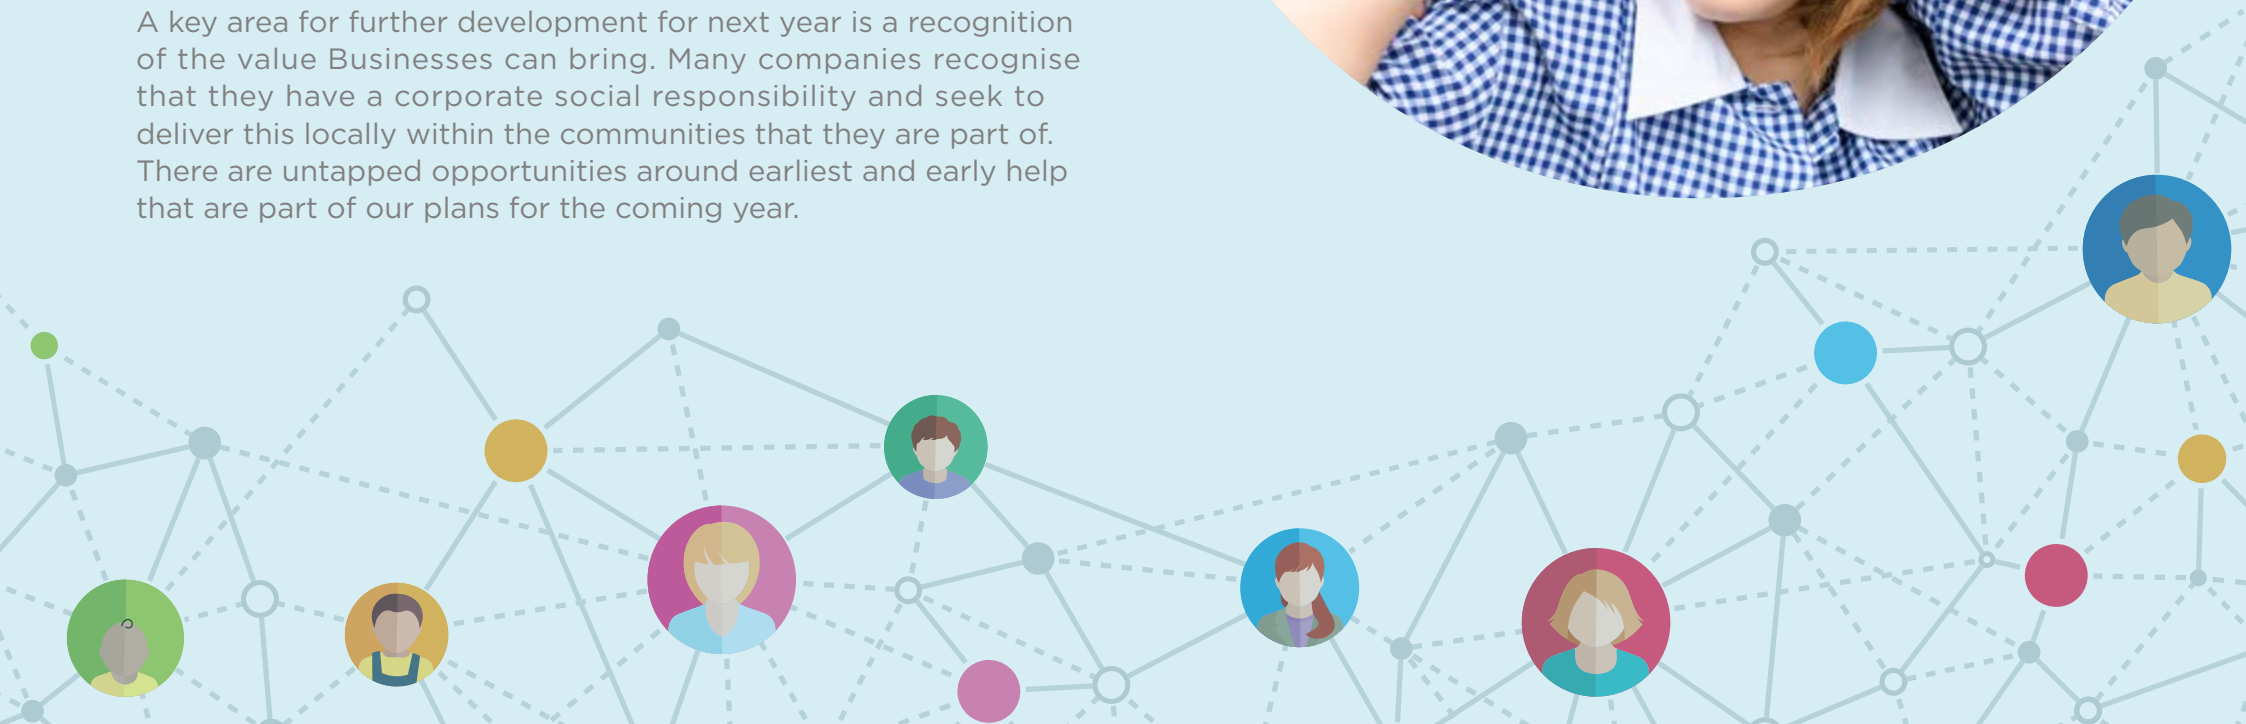 A key area for further development for next year is a recognition
of the value Businesses can bring. Many companies recognise
that they have a corporate social responsibility and seek to
deliver this locally within the communities that they are part of.
There are untapped opportunities around earliest and early help
that are part of our plans for the coming year.